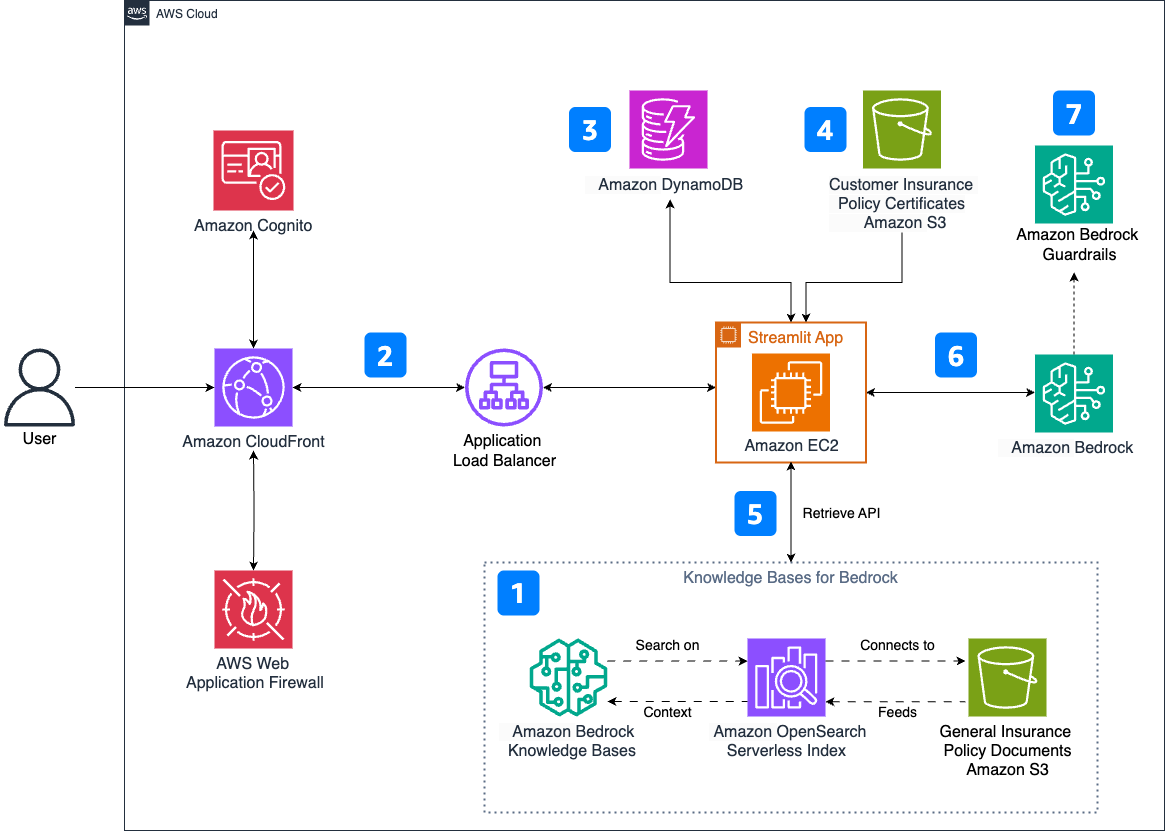 aws
AWS Cloud
3
4
7
Amazon DynamoDB
Customer Insurance
Policy Certificates
Amazon S3
Amazon Cognito
Amazon Bedrock
Guardrails
2
Streamlit App
6
User
Amazon CloudFront
Application
Load Balancer
Amazon EC2
Amazon Bedrock
5
Retrieve API
1
Knowledge Bases for Bedrock
AWS Web
Application Firewall
Search on
Connects to
Context
Feeds
Amazon Bedrock
Knowledge Bases
Amazon OpenSearch
Serverless Index
General Insurance
Policy Documents
Amazon S3